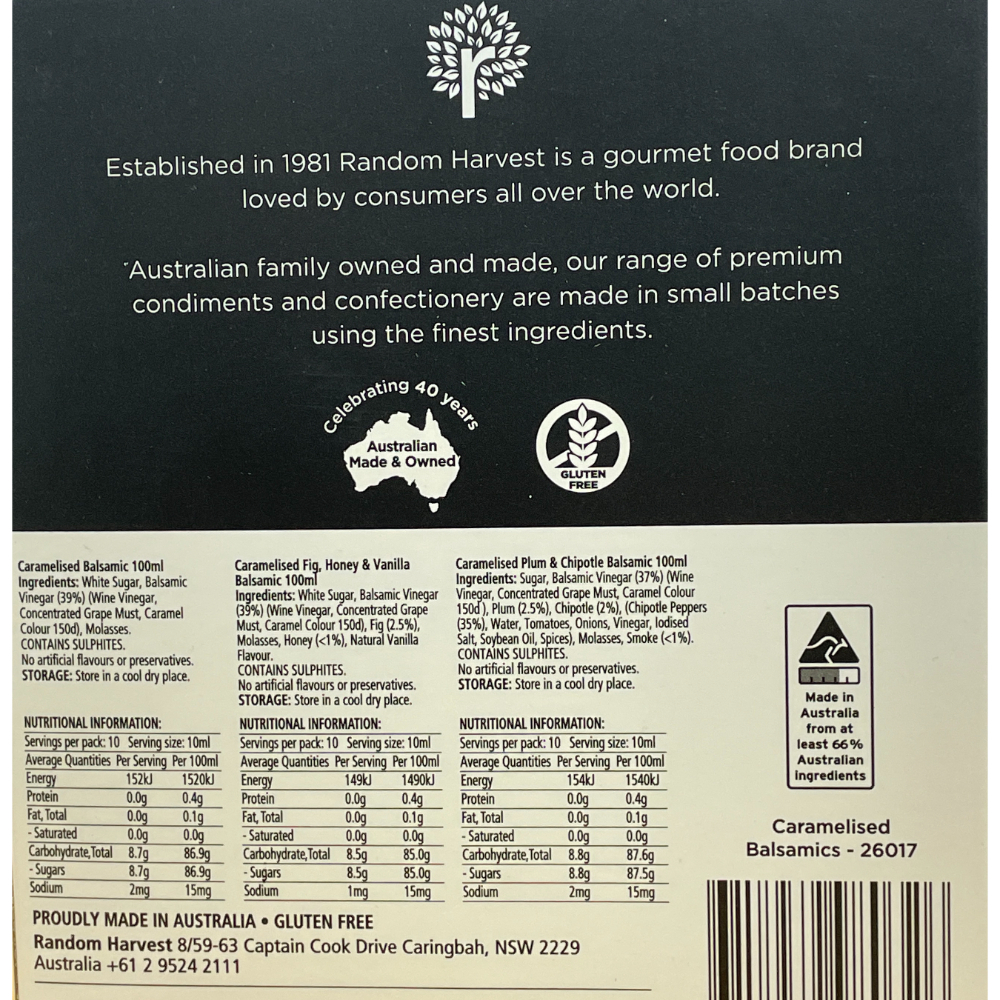 r
Established in 1981 Random Harvest is a gourmet food brand
loved by consumers all over the world.
Australian family owned and made, our range of premium
condiments and confectionery are made in small batches
using the finest ingredients.
Celebrating 40 years
Australian
Made & Owned
GLUTEN
FREE
Caramelised Balsamic 100ml
Ingredients: White Sugar, Balsamic
Vinegar (39%) (Wine Vinegar,
Concentrated Grape Must, Caramel
Colour 150d), Molasses.
CONTAINS SULPHITES.
No artificial flavours or preservatives.
STORAGE: Store in a cool dry place.
NUTRITIONAL INFORMATION:
Servings per pack: 10 Serving size: 10ml
Average Quantities Per Serving Per 100ml
Energy 152kJ 1520kJ
Protein 0.0g 0.4g
Fat, Total 0.0g 0.1g
- Saturated 0.0g 0.0g
Carbohydrate, Total 8.7g 86.9g
- Sugars 8.7g 86.9g
Sodium 2mg 15mg
Caramelised Fig, Honey & Vanilla
Balsamic 100ml
Ingredients: White Sugar, Balsamic Vinegar
(39%) (Wine Vinegar, Concentrated Grape
Must, Caramel Colour 150d), Fig (2.5%),
Molasses, Honey (<1%), Natural Vanilla
Flavour.
CONTAINS SULPHITES.
No artificial flavours or preservatives.
STORAGE: Store in a cool dry place.
NUTRITIONAL INFORMATION:
Servings per pack: 10 Serving size: 10ml
Average Quantities Per Serving Per 100ml
Energy 149kJ 1490kJ
Protein 0.0g 0.4g
Fat, Total 0.0g 0.1g
- Saturated 0.0g 0.0g
Carbohydrate, Total 8.5g 85.0g
- Sugars 8.5g 85.0g
Sodium 1mg 15mg
Caramelised Plum & Chipotle Balsamic 100ml
Ingredients: Sugar, Balsamic Vinegar (37%) (Wine
Vinegar, Concentrated Grape Must, Caramel Colour
150d), Plum (2.5%), Chipotle (2%), (Chipotle Peppers
(35%), Water, Tomatoes, Onions, Vinegar, Iodised
Salt, Soybean Oil, Spices), Molasses, Smoke (<1%).
CONTAINS SULPHITES.
No artificial flavours or preservatives.
STORAGE: Store in a cool dry place.
NUTRITIONAL INFORMATION:
Servings per pack: 10 Serving size: 10ml
Average Quantities Per Serving Per 100ml
Energy 154kJ 1540kJ
Protein 0.0g 0.4g
Fat, Total 0.0g 0.1g
- Saturated 0.0g 0.0g
Carbohydrate, Total 8.8g 87.6g
- Sugars 8.8g 87.5g
Sodium 2mg 15mg
Made in
Australia
from at
least 66%
Australian
ingredients
Caramelised
Balsamics - 26017
PROUDLY MADE IN AUSTRALIA • GLUTEN FREE
Random Harvest 8/59-63 Captain Cook Drive Caringbah, NSW 2229
Australia +61 2 9524 2111